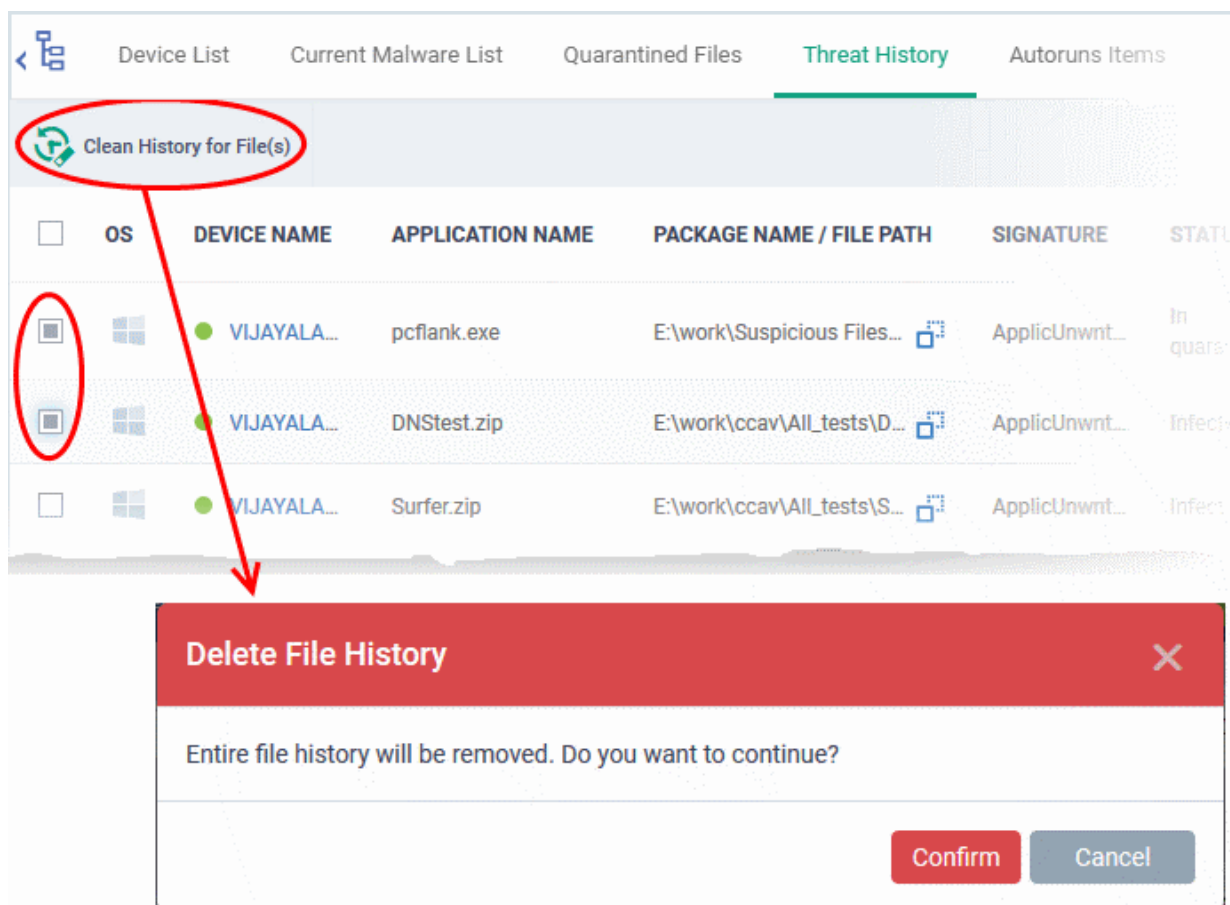 Device List Current Malware List Quarantined Files Threat History Autoruns Items
Clean History for File(s)
OS DEVICE NAME APPLICATION NAME PACKAGE NAME / FILE PATH SIGNATURE
VIJAYALA... pcflank.exe E:\work\Suspicious Files... ApplicUnwnt... In
VIJAYALA... DNStest.zip E:\work\ccav\All_tests\D... ApplicUnwnt...
VIJAYALA... Surfer.zip E:\work\ccav\All_tests\S... ApplicUnwnt...
Delete File History
Entire file history will be removed. Do you want to continue?
Confirm Cancel